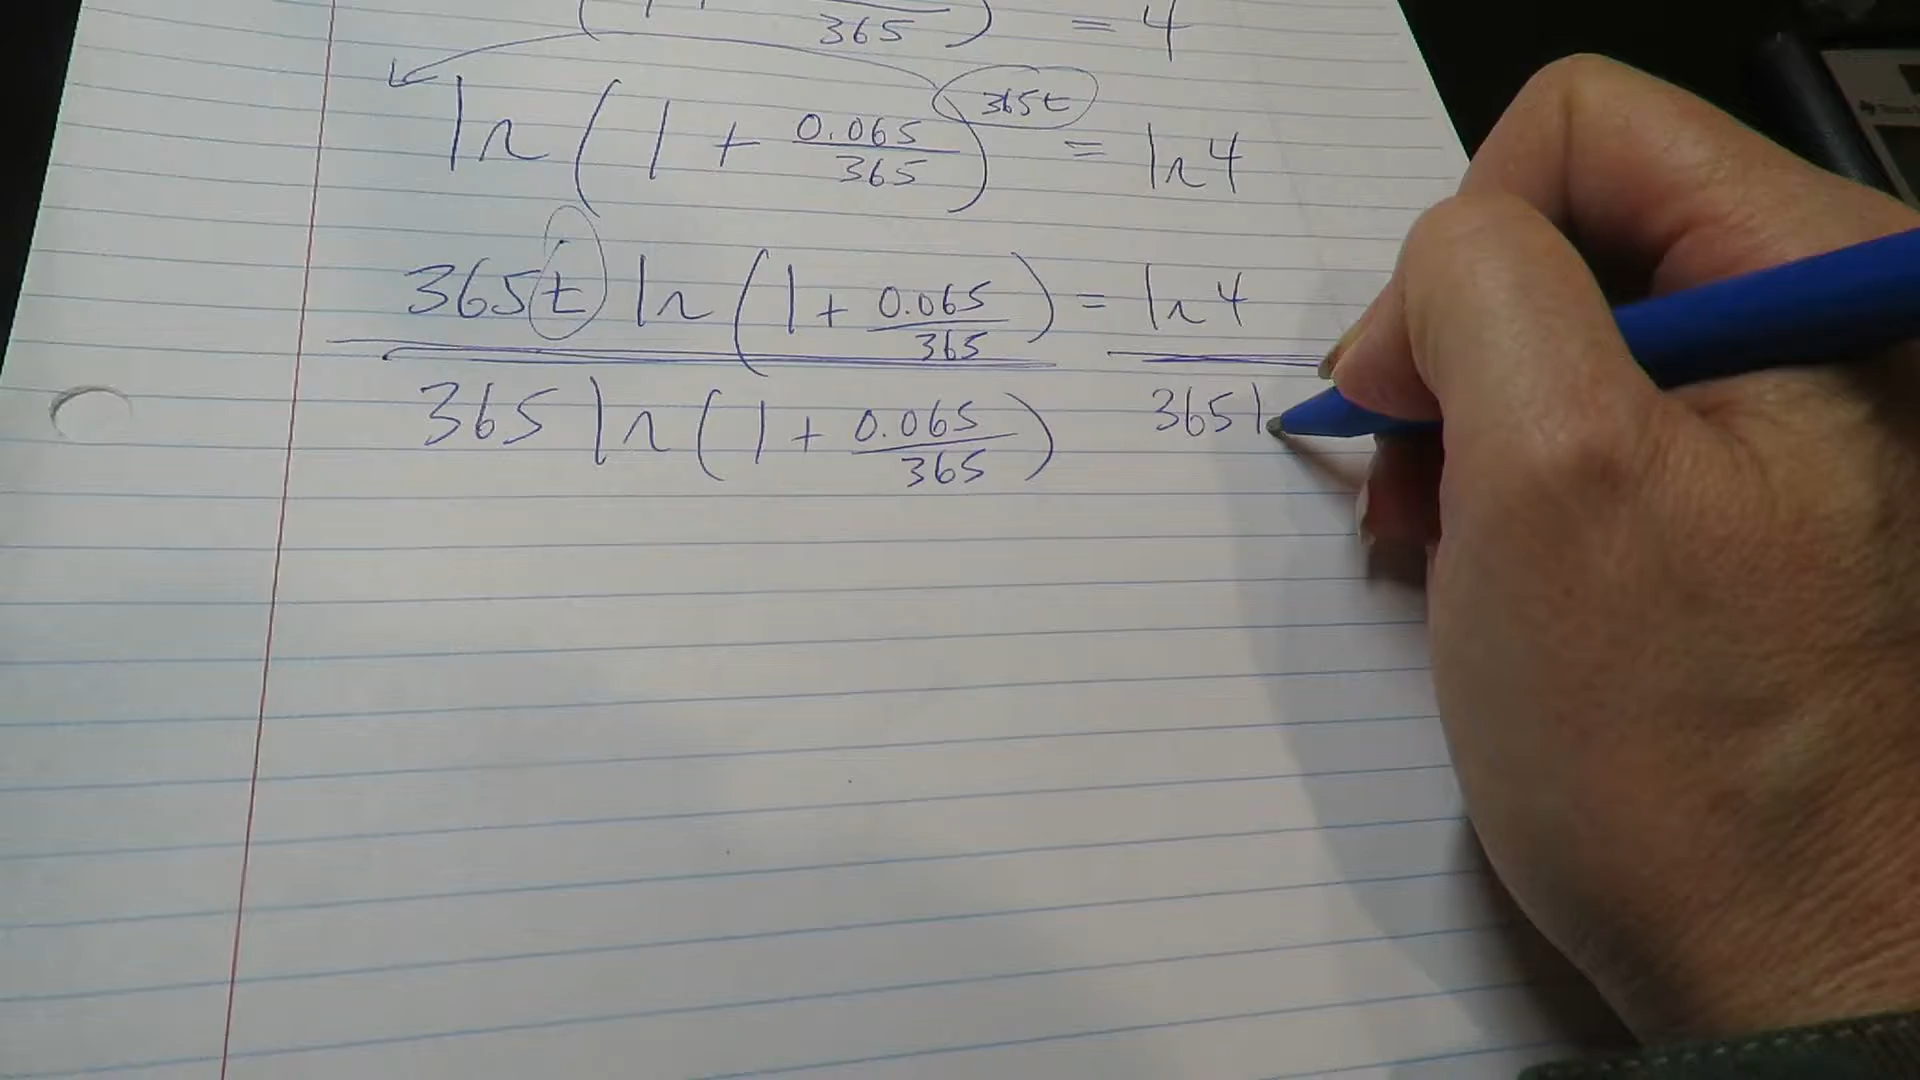 (1 + 365) = 4
ln (1 + 0.065/365)^365t = ln 4
365t ln (1 + 0.065/365) = ln 4
365 ln (1 + 0.065/365) 365 l